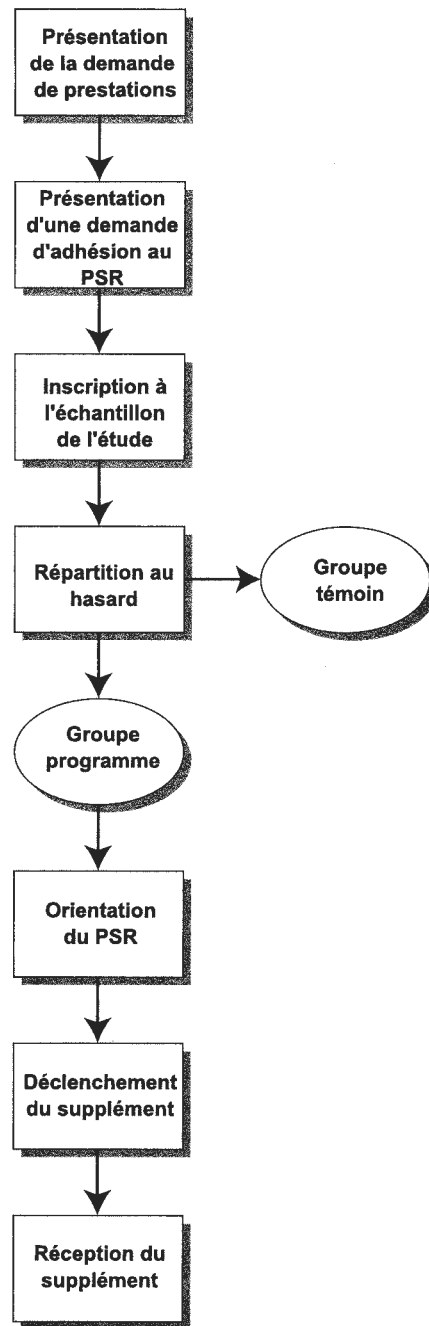 Présentation
de la demande
de prestations
Présentation
d'une demande
d'adhésion au
PSR
Inscription à
l'échantillon
de l'étude
Répartition au
hasard
Groupe
témoin
Groupe
programme
Orientation
du PSR
Déclenchement
du supplément
Réception du
supplément